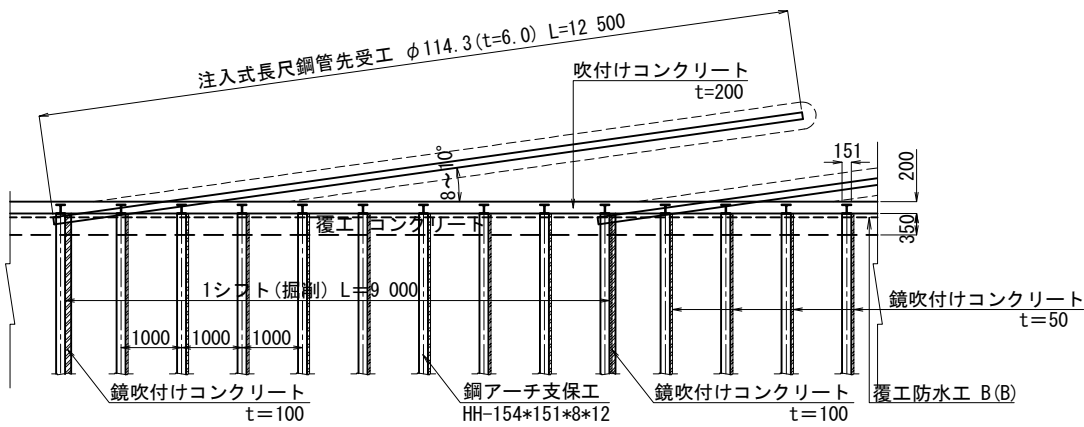 注入式長尺鋼管先受工 φ114.3(t=6.0) L=12 500
吹付けコンクリート
t=200
8～10°
151
200
350
覆工 コンクリート
1シフト(掘削) L=9 000
1000
1000
1000
鏡吹付けコンクリート
t=50
鏡吹付けコンクリート
t=100
鋼アーチ支保工
HH-154*151*8*12
鏡吹付けコンクリート
t=100
覆工防水工 B(B)